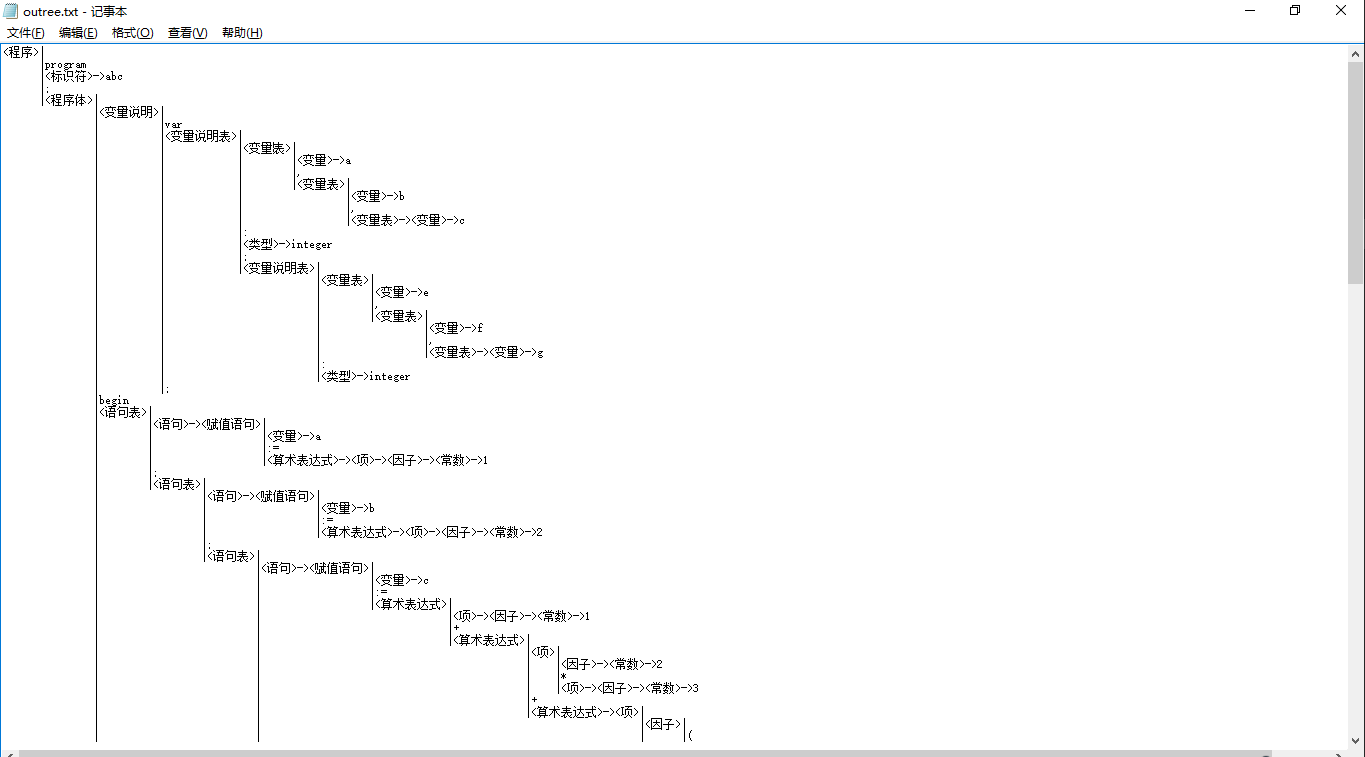 outree.txt - 记事本
文件(F) 编辑(E) 格式(O) 查看(V) 帮助(H)
<程序>
program
<标识符>->abc
;
<程序体>
<变量说明>
var
<变量说明表>
<变量表>
<变量>->a
,
<变量表>
<变量>->b
,
<变量表>-><变量>->c
:
<类型>->integer
;
<变量说明表>
<变量表>
<变量>->e
,
<变量表>
<变量>->f
,
<变量表>-><变量>->g
:
<类型>->integer
;
begin
<语句表>
<语句>-><赋值语句>
<变量>->a
:=
<算术表达式>-><项>-><因子>-><常数>->1
;
<语句表>
<语句>-><赋值语句>
<变量>->b
:=
<算术表达式>-><项>-><因子>-><常数>->2
;
<语句表>
<语句>-><赋值语句>
<变量>->c
:=
<算术表达式>
<项>-><因子>-><常数>->1
+
<算术表达式>
<项>
<因子>-><常数>->2
*
<项>-><因子>-><常数>->3
+
<算术表达式>-><项>
<因子>
(